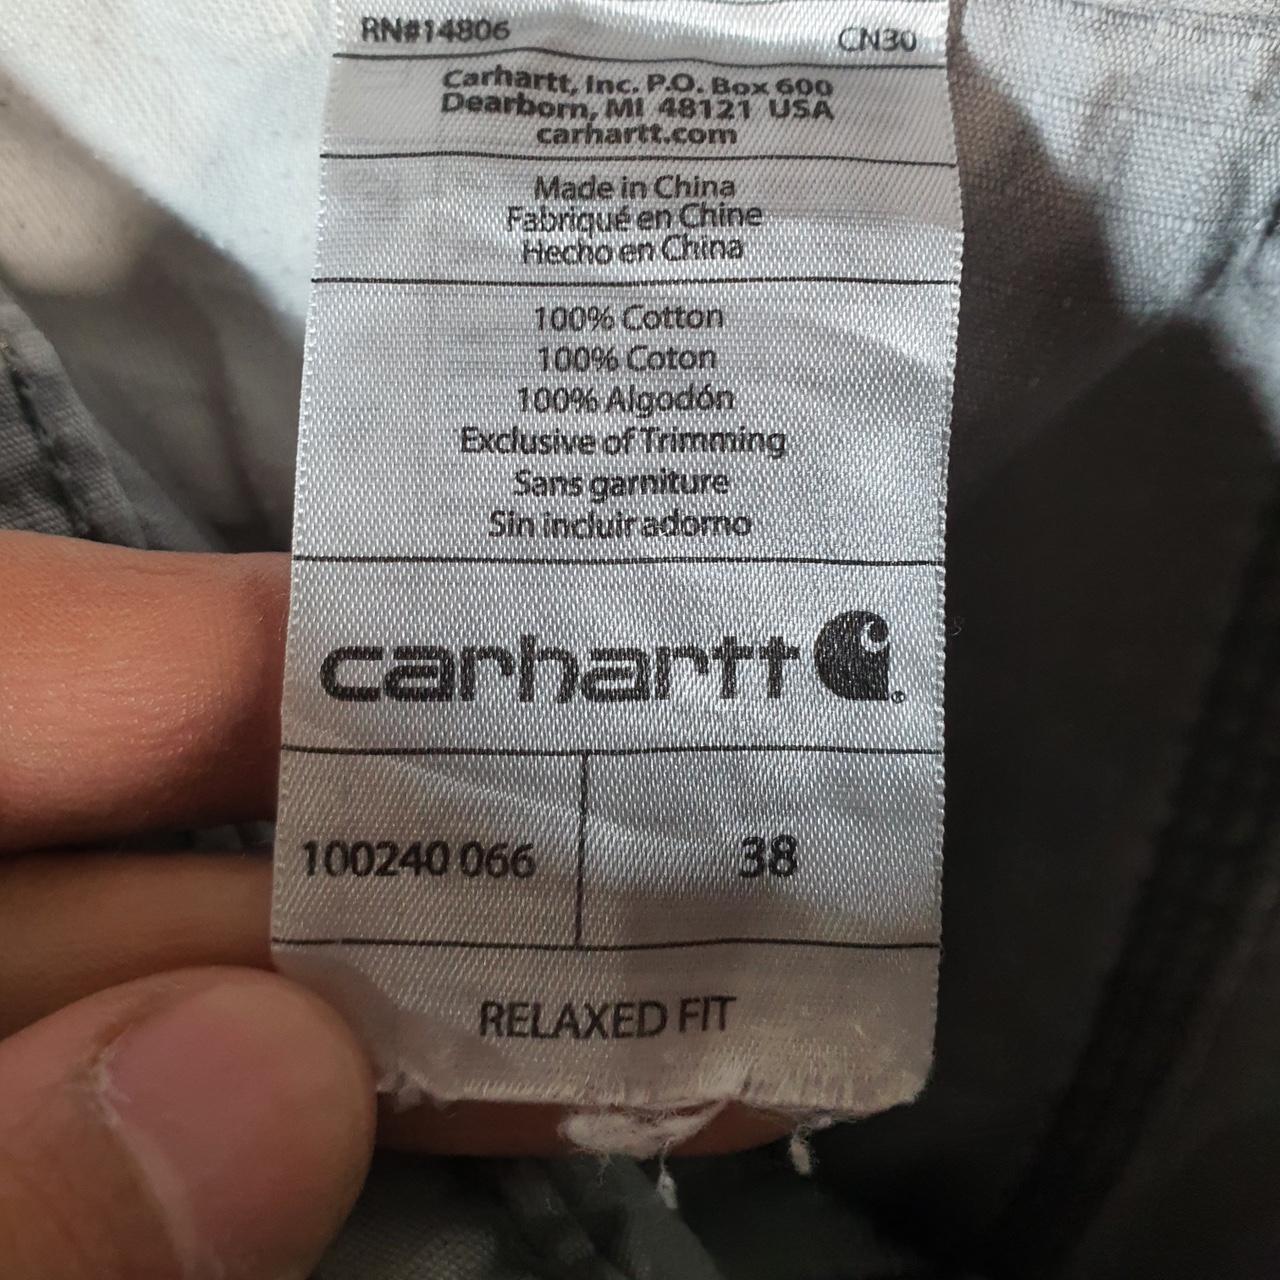 RN#14806 CN30
Carhartt, Inc. P.O. Box 600
Dearborn, MI 48121 USA
carhartt.com
Made in China
Fabriqué en Chine
Hecho en China
100% Cotton
100% Coton
100% Algodón
Exclusive of Trimming
Sans garniture
Sin incluir adorno
carhartt
100240 066 38
RELAXED FIT